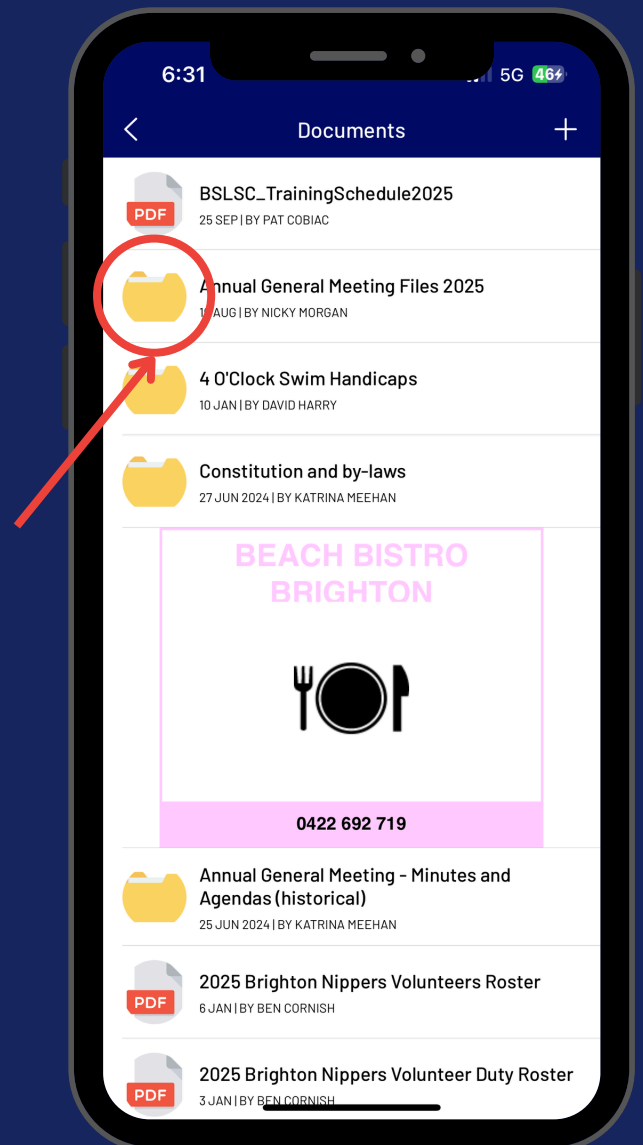 6:31
5G 46
Documents
BSLSC_TrainingSchedule2025
PDF
25 SEP | BY PAT COBIAC
Annual General Meeting Files 2025
AUG | BY NICKY MORGAN
4 O'Clock Swim Handicaps
10 JAN | BY DAVID HARRY
Constitution and by-laws
27 JUN 2024 | BY KATRINA MEEHAN
BEACH BISTRO
BRIGHTON
0422 692 719
Annual General Meeting - Minutes and
Agendas (historical)
25 JUN 2024 | BY KATRINA MEEHAN
2025 Brighton Nippers Volunteers Roster
PDF
6 JAN | BY BEN CORNISH
2025 Brighton Nippers Volunteer Duty Roster
PDF
3 JAN | BY BEN CORNISH